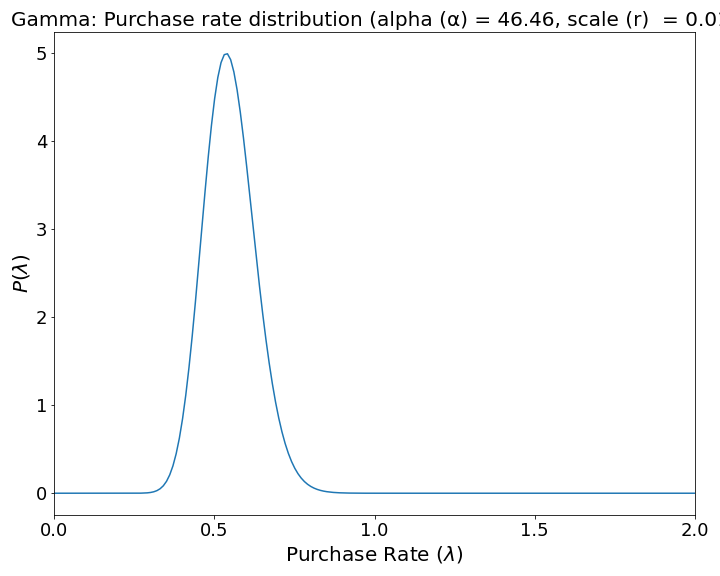 Gamma: Purchase rate distribution (alpha (α) = 46.46, scale (r) = 0.01
5
4
3
2
1
0
P(λ)
0.0 0.5 1.0 1.5 2.0
Purchase Rate (λ)